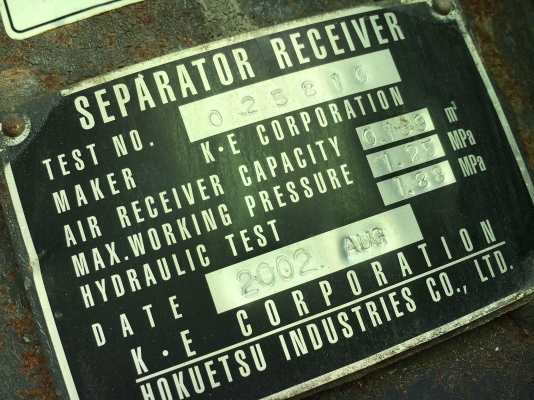 SEPARATOR RECEIVER
TEST NO. 025810
MAKER K·E CORPORATION
AIR RECEIVER CAPACITY m³
MAX.WORKING PRESSURE 1.27 MPa
HYDRAULIC TEST 1.88 MPa
DATE 2002. AUG
K·E CORPORATION
HOKUETSU INDUSTRIES CO., LTD.